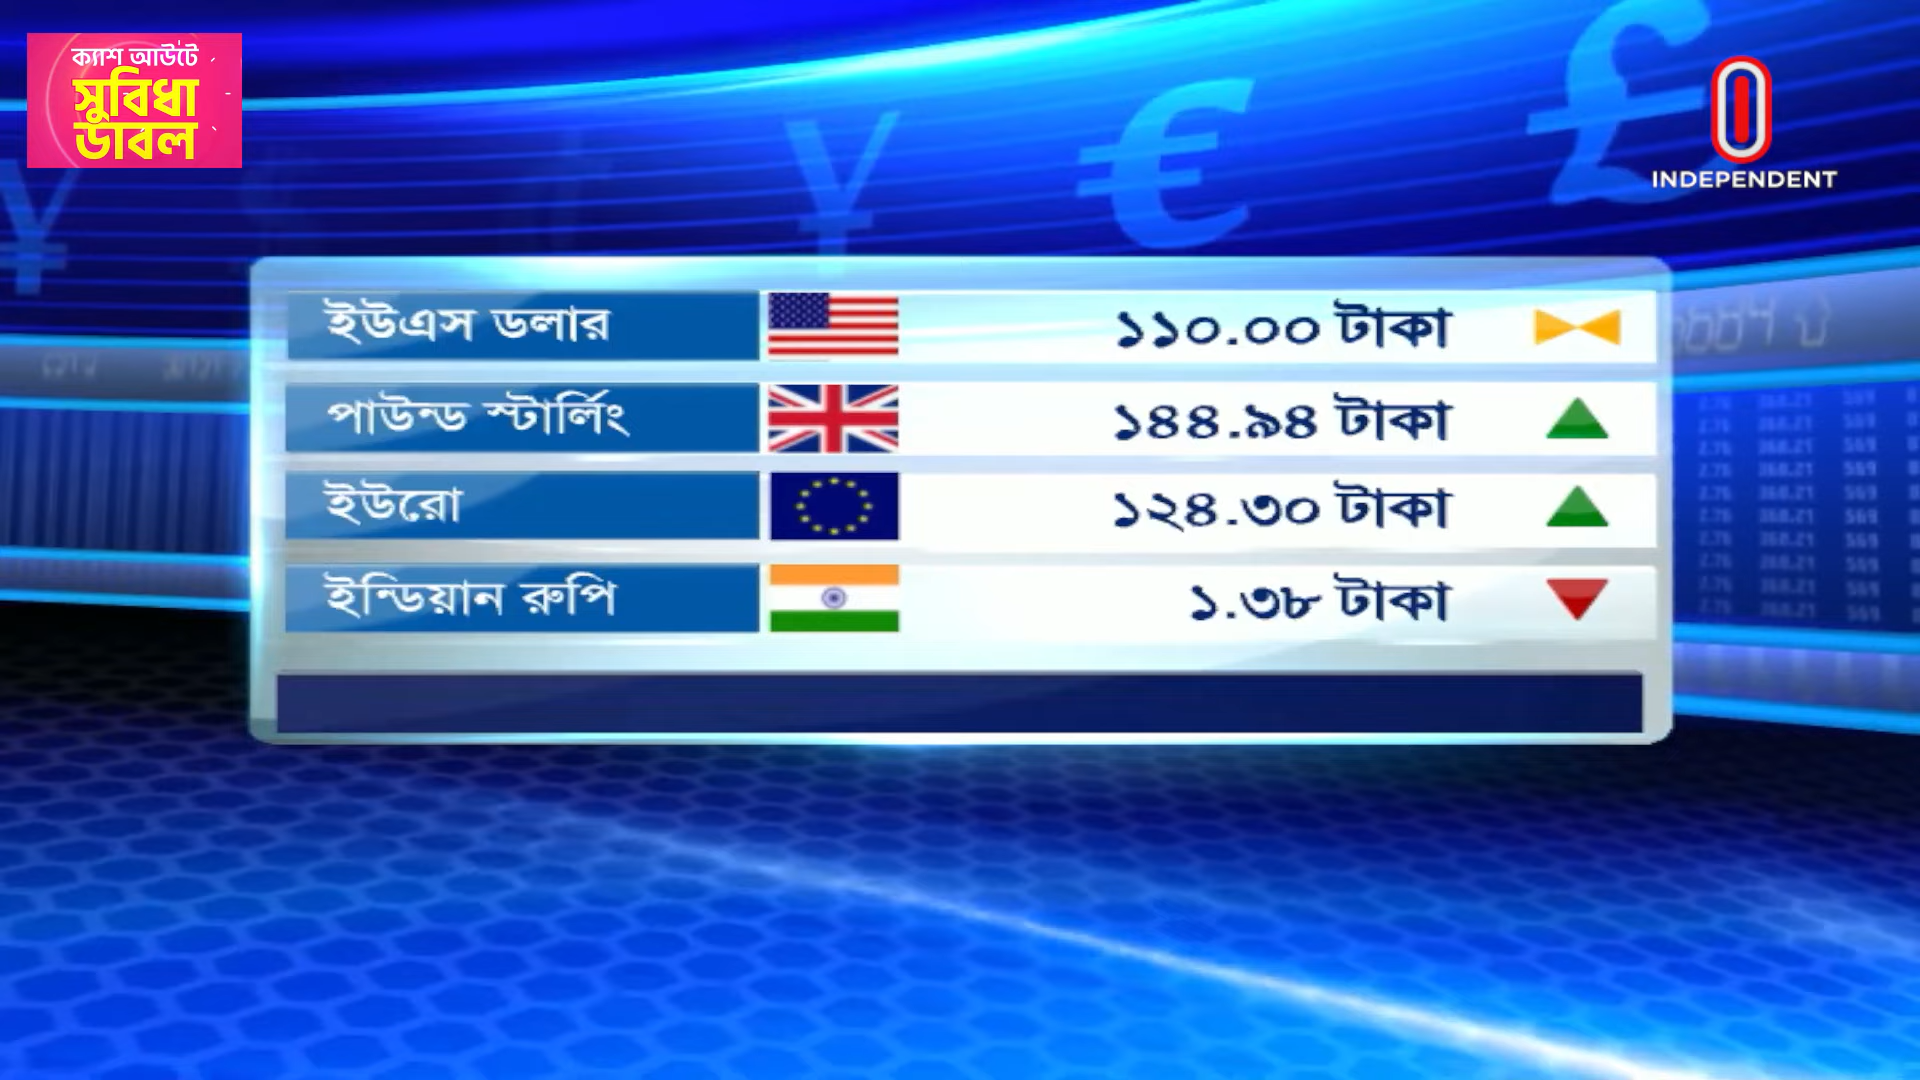 ক্যাশ আউটে
সুবিধা
ডাবল
INDEPENDENT
ইউএস ডলার ১১০.০০ টাকা
পাউন্ড স্টার্লিং ১৪৪.৯৪ টাকা
ইউরো ১২৪.৩০ টাকা
ইন্ডিয়ান রুপি ১.৩৮ টাকা